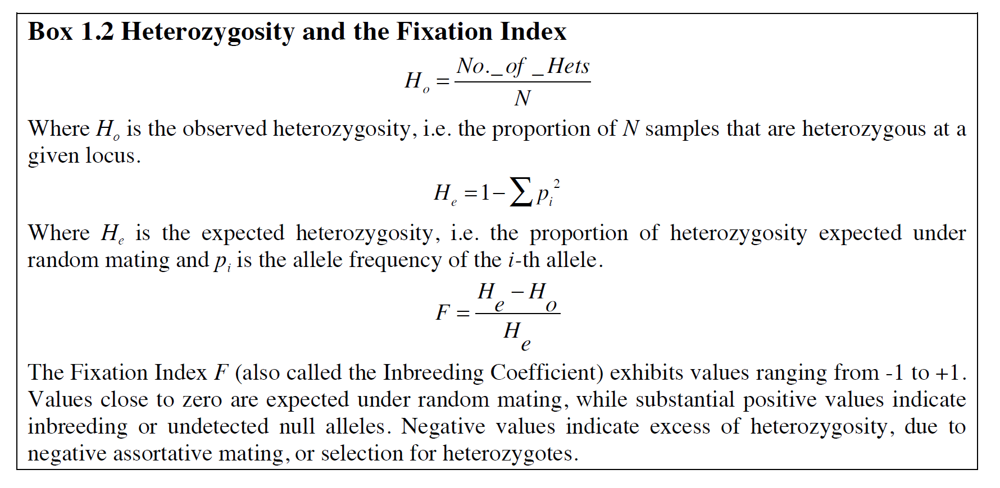 Box 1.2 Heterozygosity and the Fixation Index
H_o = No._of_Hets / N
Where H_o is the observed heterozygosity, i.e. the proportion of N samples that are heterozygous at a
given locus.
H_e = 1 − ∑ p_i^2
Where H_e is the expected heterozygosity, i.e. the proportion of heterozygosity expected under
random mating and p_i is the allele frequency of the i-th allele.
F = (H_e − H_o) / H_e
The Fixation Index F (also called the Inbreeding Coefficient) exhibits values ranging from -1 to +1.
Values close to zero are expected under random mating, while substantial positive values indicate
inbreeding or undetected null alleles. Negative values indicate excess of heterozygosity, due to
negative assortative mating, or selection for heterozygotes.